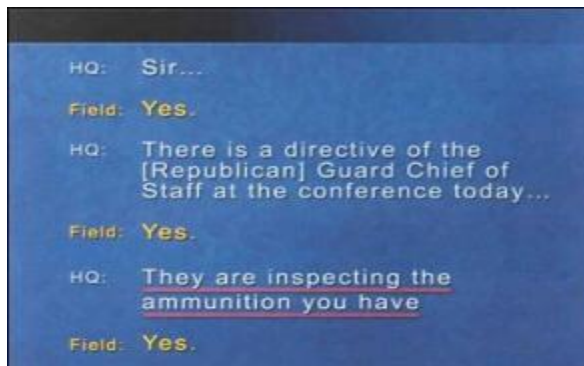 HQ: Sir...
Field: Yes.
HQ: There is a directive of the
[Republican] Guard Chief of
Staff at the conference today...
Field: Yes.
HQ: They are inspecting the
ammunition you have
Field: Yes.